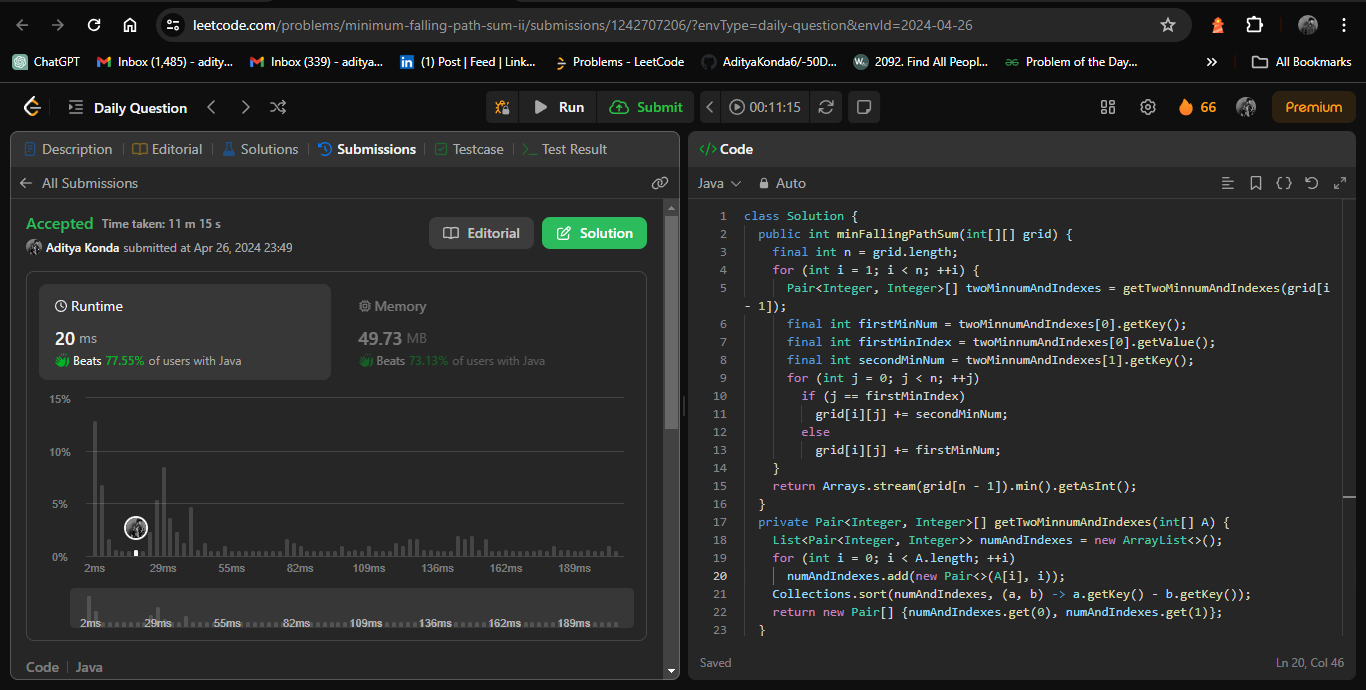 leetcode.com/problems/minimum-falling-path-sum-ii/submissions/1242707206/?envType=daily-question&envId=2024-04-26
ChatGPT Inbox (1,485) - adity... Inbox (339) - aditya... (1) Post | Feed | Link... Problems - LeetCode AdityaKonda6/-50D... 2092. Find All Peopl... Problem of the Day... » All Bookmarks
Daily Question Run Submit 00:11:15 66 Premium
Description Editorial Solutions Submissions Testcase Test Result
All Submissions
Accepted Time taken: 11 m 15 s
Aditya Konda submitted at Apr 26, 2024 23:49
Editorial Solution
Runtime
20 ms
Beats 77.55% of users with Java
Memory
49.73 MB
Beats 73.13% of users with Java
15%
10%
5%
0%
2ms 29ms 55ms 82ms 109ms 136ms 162ms 189ms
2ms 29ms 55ms 82ms 109ms 136ms 162ms 189ms
Code Java
</> Code
Java Auto
1 class Solution {
2 public int minFallingPathSum(int[][] grid) {
3 final int n = grid.length;
4 for (int i = 1; i < n; ++i) {
5 Pair<Integer, Integer>[] twoMinnumAndIndexes = getTwoMinnumAndIndexes(grid[i
- 1]);
6 final int firstMinNum = twoMinnumAndIndexes[0].getKey();
7 final int firstMinIndex = twoMinnumAndIndexes[0].getValue();
8 final int secondMinNum = twoMinnumAndIndexes[1].getKey();
9 for (int j = 0; j < n; ++j)
10 if (j == firstMinIndex)
11 grid[i][j] += secondMinNum;
12 else
13 grid[i][j] += firstMinNum;
14 }
15 return Arrays.stream(grid[n - 1]).min().getAsInt();
16 }
17 private Pair<Integer, Integer>[] getTwoMinnumAndIndexes(int[] A) {
18 List<Pair<Integer, Integer>> numAndIndexes = new ArrayList<>();
19 for (int i = 0; i < A.length; ++i)
20 numAndIndexes.add(new Pair<>(A[i], i));
21 Collections.sort(numAndIndexes, (a, b) -> a.getKey() - b.getKey());
22 return new Pair[] {numAndIndexes.get(0), numAndIndexes.get(1)};
23 }
Saved Ln 20, Col 46